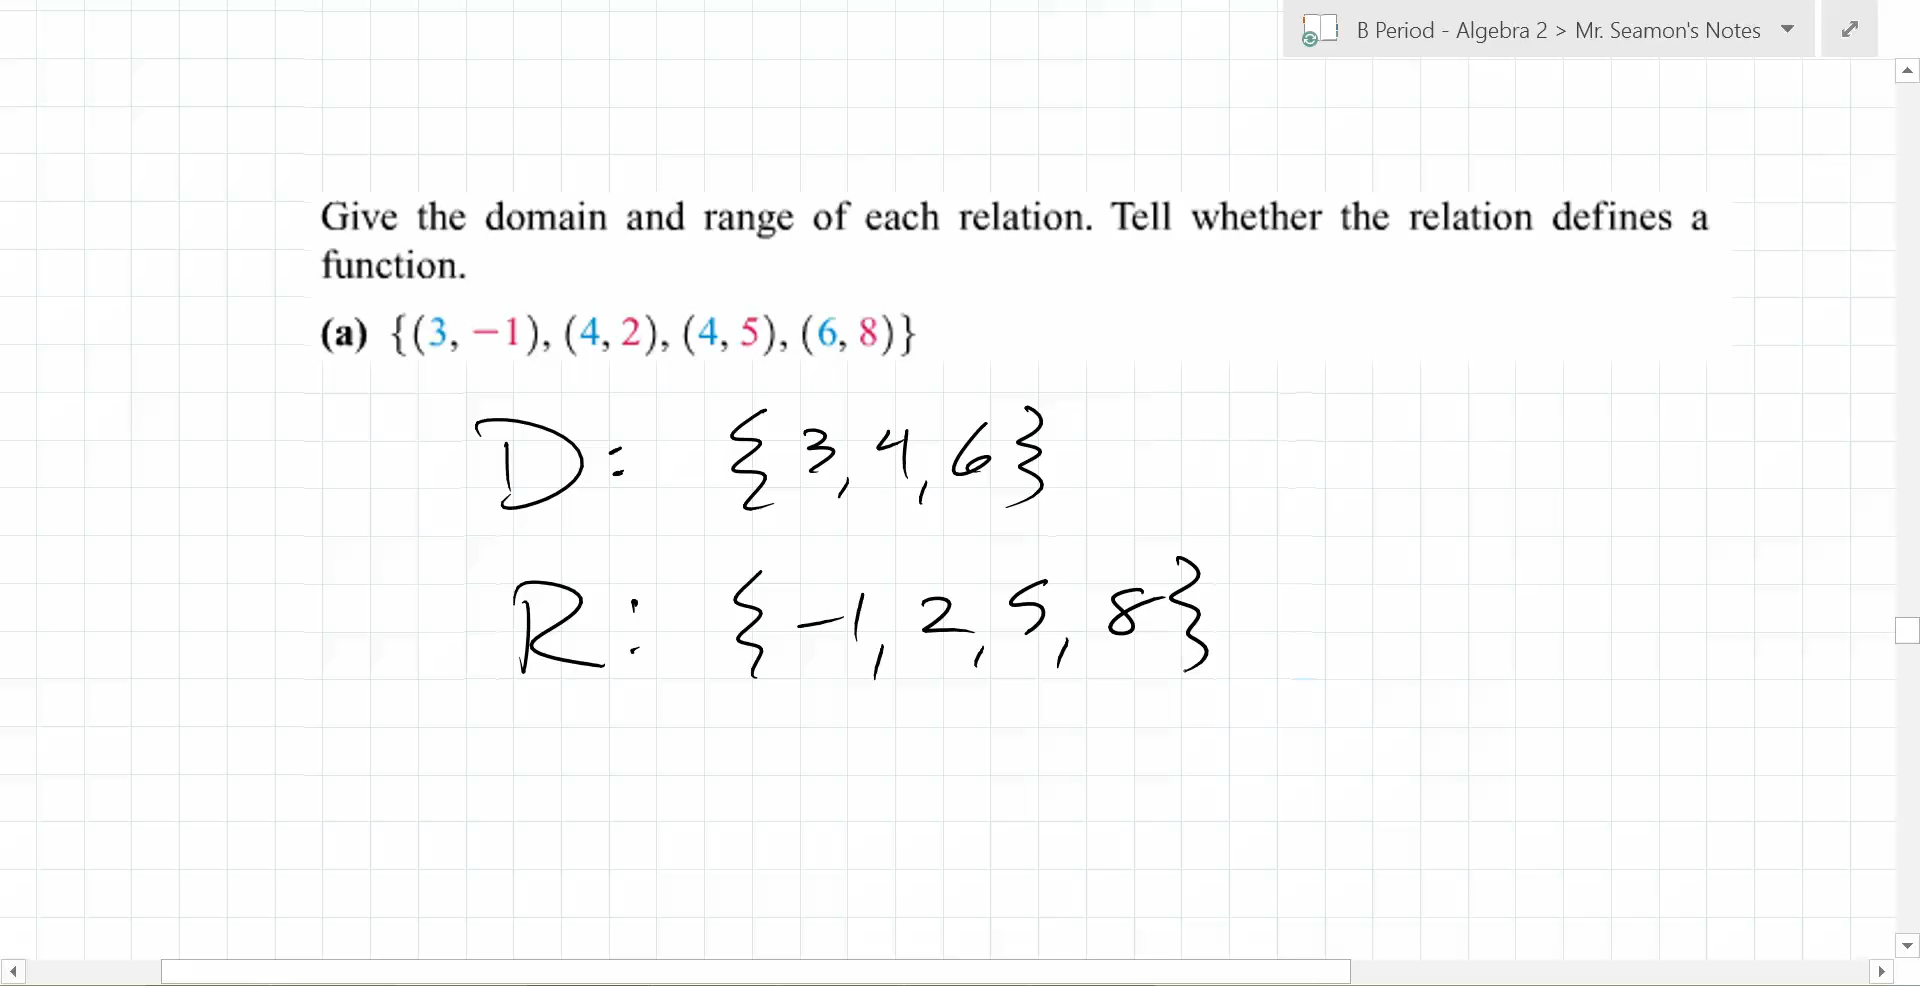 B Period - Algebra 2 > Mr. Seamon's Notes
Give the domain and range of each relation. Tell whether the relation defines a
function.
(a) {(3, −1), (4, 2), (4, 5), (6, 8)}
D: {3, 4, 6}
R: {-1, 2, 5, 8}